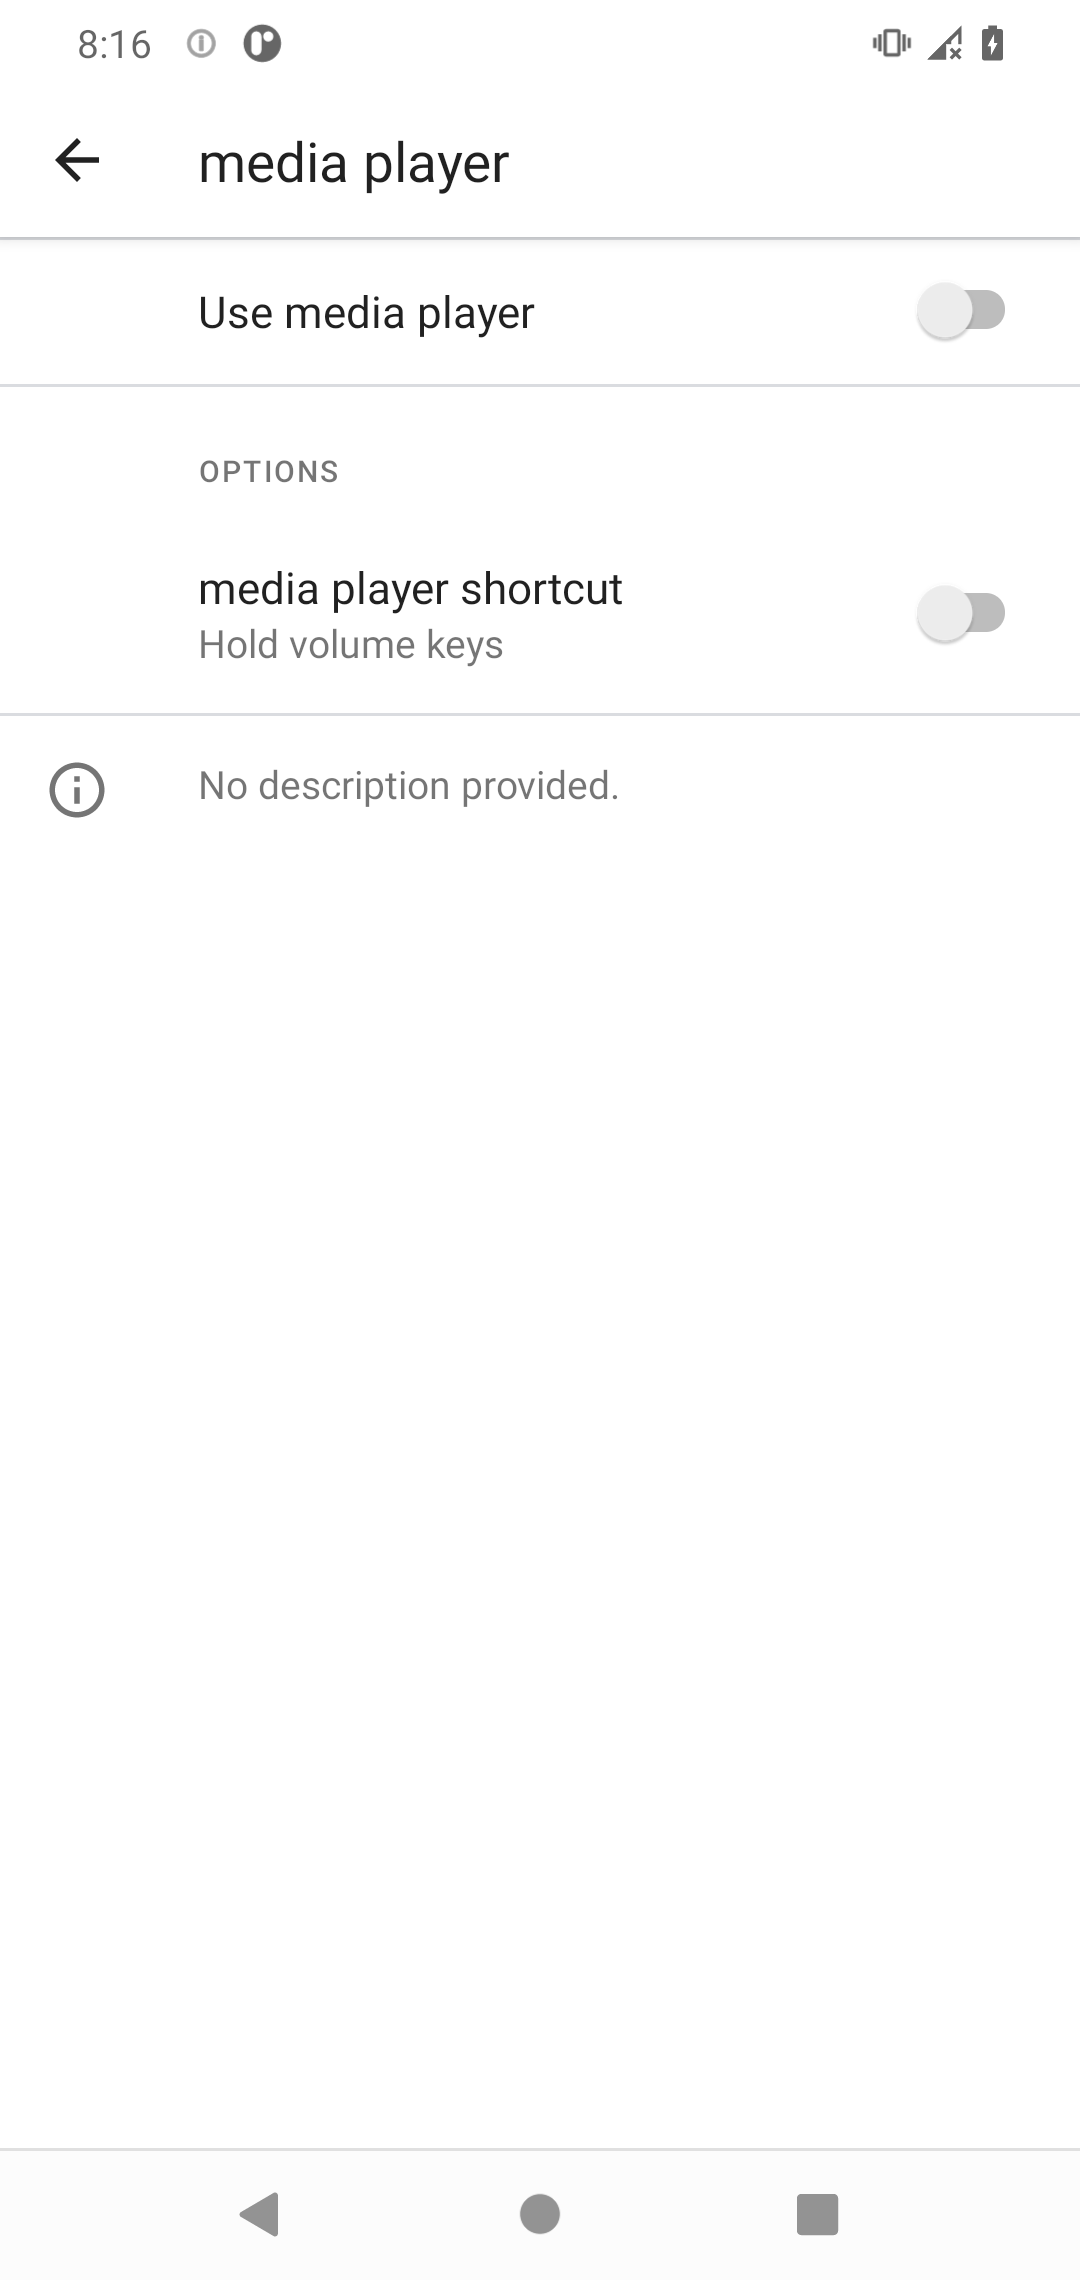 8:16
media player
Use media player
OPTIONS
media player shortcut
Hold volume keys
No description provided.